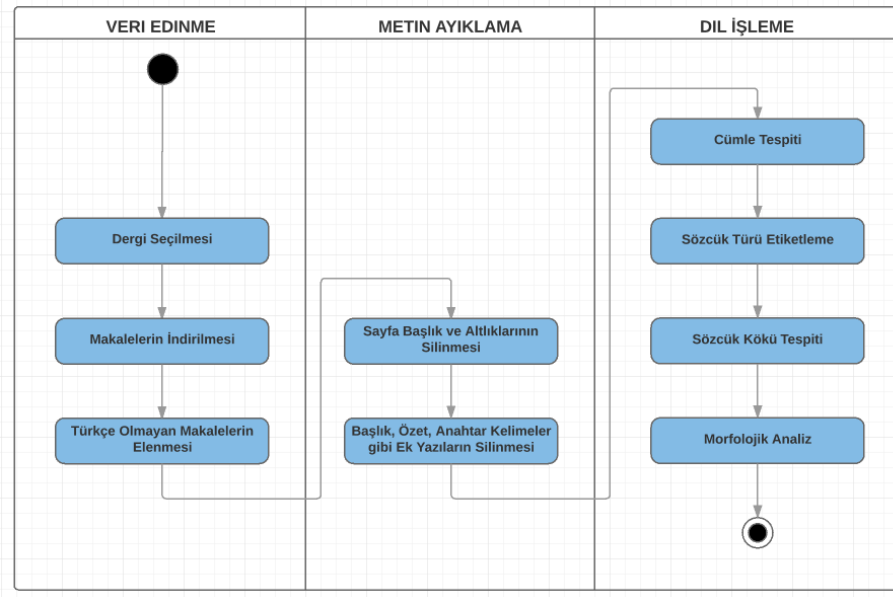 VERI EDINME
Dergi Seçilmesi
Makalelerin İndirilmesi
Türkçe Olmayan Makalelerin
Elenmesi
METIN AYIKLAMA
Sayfa Başlık ve Altlıklarının
Silinmesi
Başlık, Özet, Anahtar Kelimeler
gibi Ek Yazıların Silinmesi
DIL İŞLEME
Cümle Tespiti
Sözcük Türü Etiketleme
Sözcük Kökü Tespiti
Morfolojik Analiz